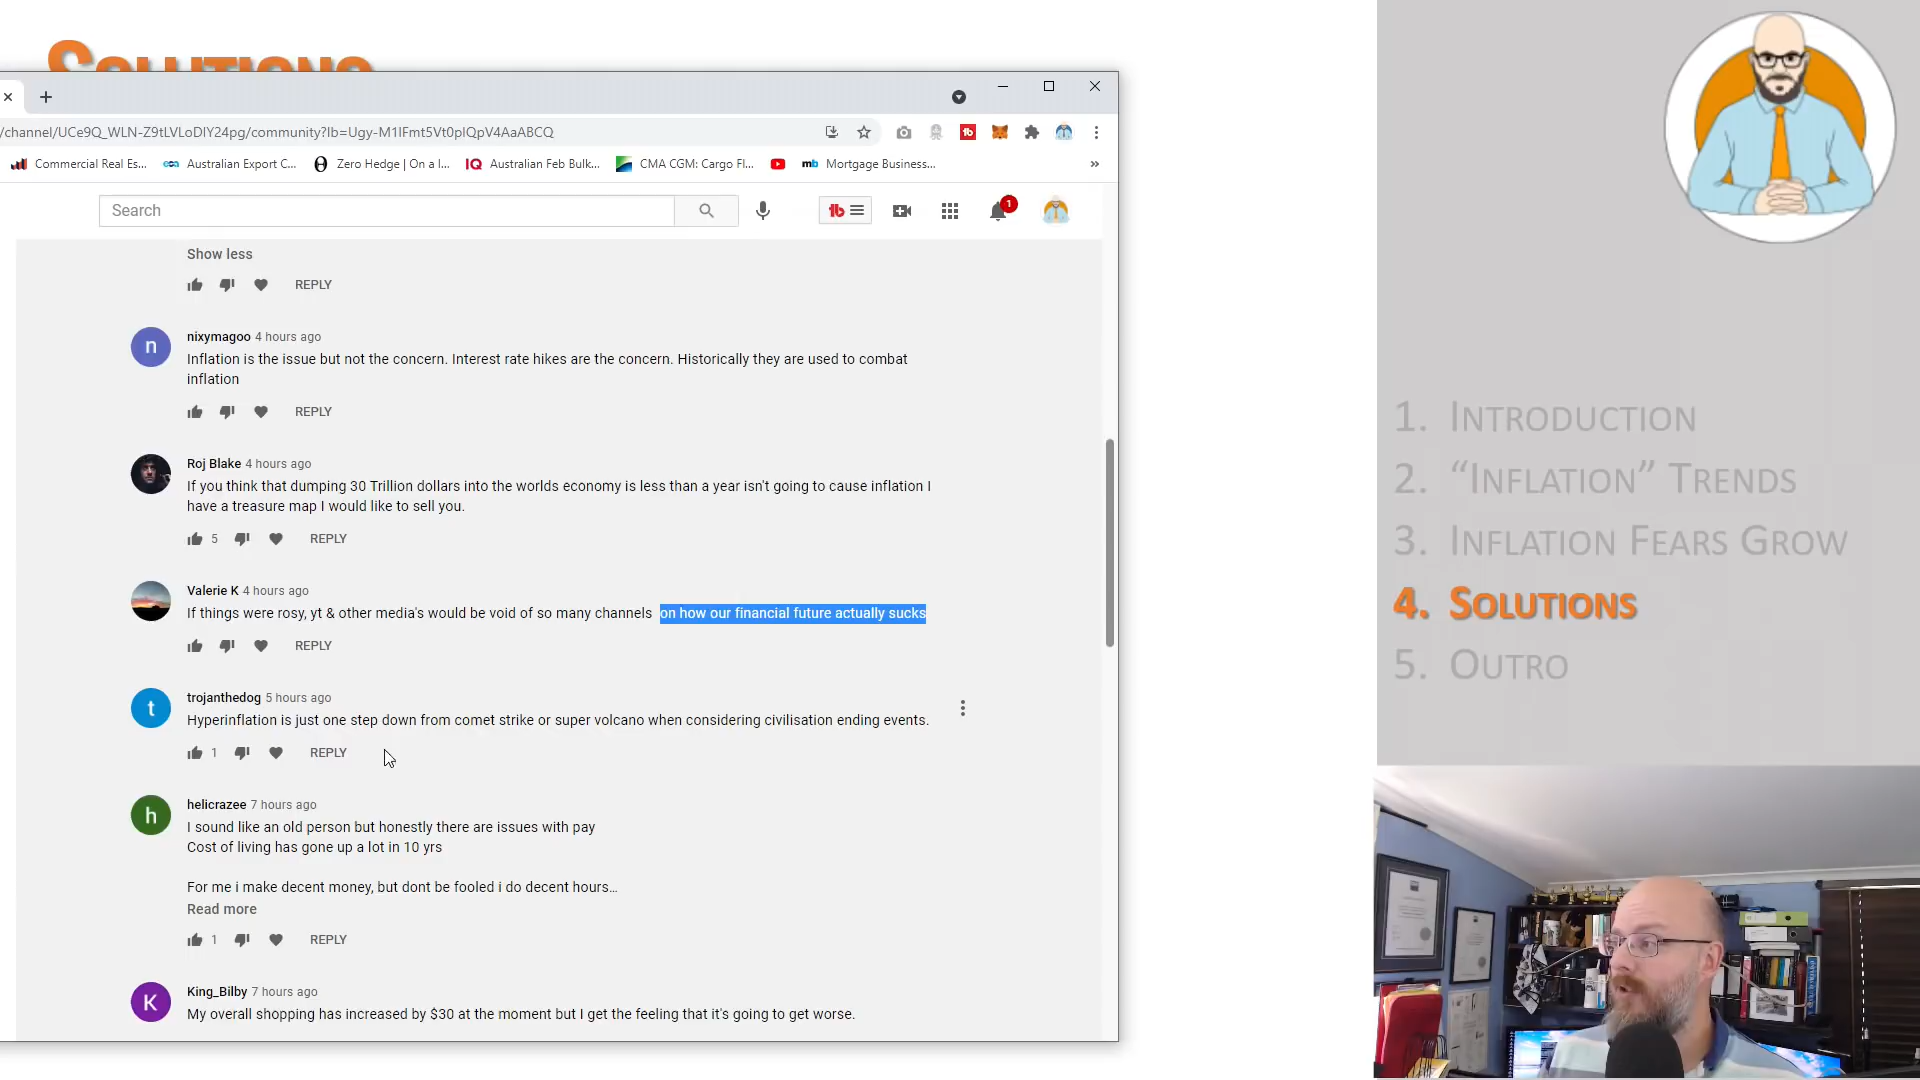 SOLUTIONS
/channel/UCe9Q_WLN-Z9tLVLoDlY24pg/community?lb=Ugy-M1lFmt5Vt0plQpV4AaABCQ
Commercial Real Es... Australian Export C... Zero Hedge | On a l... IQ Australian Feb Bulk... CMA CGM: Cargo Fl... mb Mortgage Business... »
Search
1
Show less
REPLY
n
nixymagoo 4 hours ago
Inflation is the issue but not the concern. Interest rate hikes are the concern. Historically they are used to combat
inflation
REPLY
Roj Blake 4 hours ago
If you think that dumping 30 Trillion dollars into the worlds economy is less than a year isn't going to cause inflation I
have a treasure map I would like to sell you.
5 REPLY
Valerie K 4 hours ago
If things were rosy, yt & other media's would be void of so many channels on how our financial future actually sucks
REPLY
t
trojanthedog 5 hours ago
Hyperinflation is just one step down from comet strike or super volcano when considering civilisation ending events.
1 REPLY
h
helicrazee 7 hours ago
I sound like an old person but honestly there are issues with pay
Cost of living has gone up a lot in 10 yrs
For me i make decent money, but dont be fooled i do decent hours...
Read more
1 REPLY
K
King_Bilby 7 hours ago
My overall shopping has increased by $30 at the moment but I get the feeling that it's going to get worse.
1. INTRODUCTION
2. “INFLATION” TRENDS
3. INFLATION FEARS GROW
4. SOLUTIONS
5. OUTRO